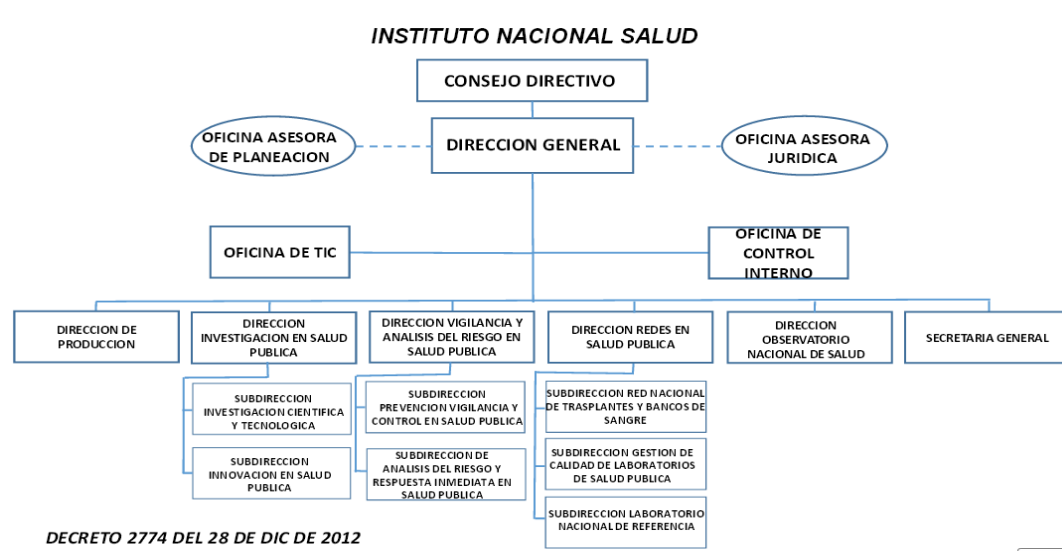 INSTITUTO NACIONAL SALUD
CONSEJO DIRECTIVO
OFICINA ASESORA
DE PLANEACION
DIRECCION GENERAL
OFICINA ASESORA
JURIDICA
OFICINA DE TIC
OFICINA DE
CONTROL
INTERNO
DIRECCION DE
PRODUCCION
DIRECCION
INVESTIGACION EN SALUD
PUBLICA
DIRECCION VIGILANCIA Y
ANALISIS DEL RIESGO EN
SALUD PUBLICA
DIRECCION REDES EN
SALUD PUBLICA
DIRECCION
OBSERVATORIO
NACIONAL DE SALUD
SECRETARIA GENERAL
SUBDIRECCION
INVESTIGACION CIENTIFICA
Y TECNOLOGICA
SUBDIRECCION
INNOVACION EN SALUD
PUBLICA
SUBDIRECCION
PREVENCION VIGILANCIA Y
CONTROL EN SALUD PUBLICA
SUBDIRECCION DE
ANALISIS DEL RIESGO Y
RESPUESTA INMEDIATA EN
SALUD PUBLICA
SUBDIRECCION RED NACIONAL
DE TRASPLANTES Y BANCOS DE
SANGRE
SUBDIRECCION GESTION DE
CALIDAD DE LABORATORIOS
DE SALUD PUBLICA
SUBDIRECCION LABORATORIO
NACIONAL DE REFERENCIA
DECRETO 2774 DEL 28 DE DIC DE 2012